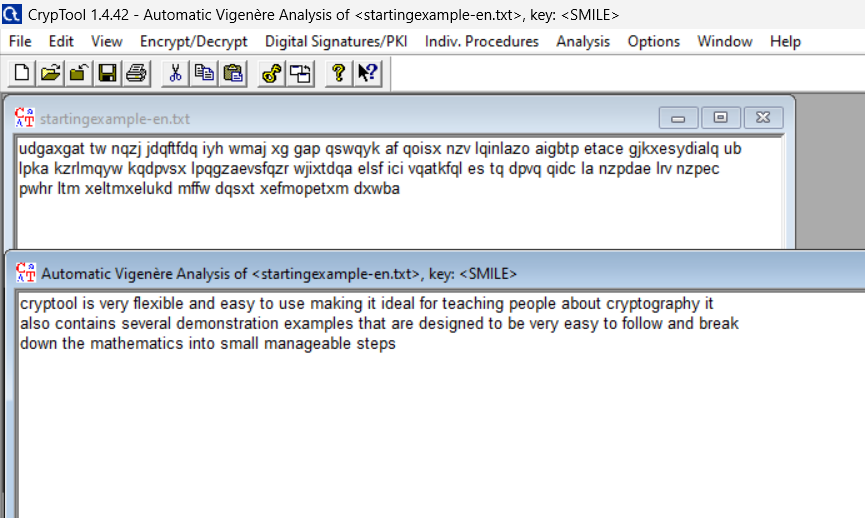 CrypTool 1.4.42 - Automatic Vigenère Analysis of <startingexample-en.txt>, key: <SMILE>
File Edit View Encrypt/Decrypt Digital Signatures/PKI Indiv. Procedures Analysis Options Window Help
startingexample-en.txt
udgaxgat tw nqzj jdqftfdq iyh wmaj xg gap qswqyk af qoisx nzv lqinlazo aigbtp etace gjkxesydialq ub
lpka kzrlmqyw kqdpvsx lpqgzaevsfqzr wjixtdqa elsf ici vqatkfql es tq dpvq qidc la nzpdae lrv nzpec
pwhr ltm xeltmxelukd mffw dqsxt xefmopetxm dxwba
Automatic Vigenère Analysis of <startingexample-en.txt>, key: <SMILE>
cryptool is very flexible and easy to use making it ideal for teaching people about cryptography it
also contains several demonstration examples that are designed to be very easy to follow and break
down the mathematics into small manageable steps